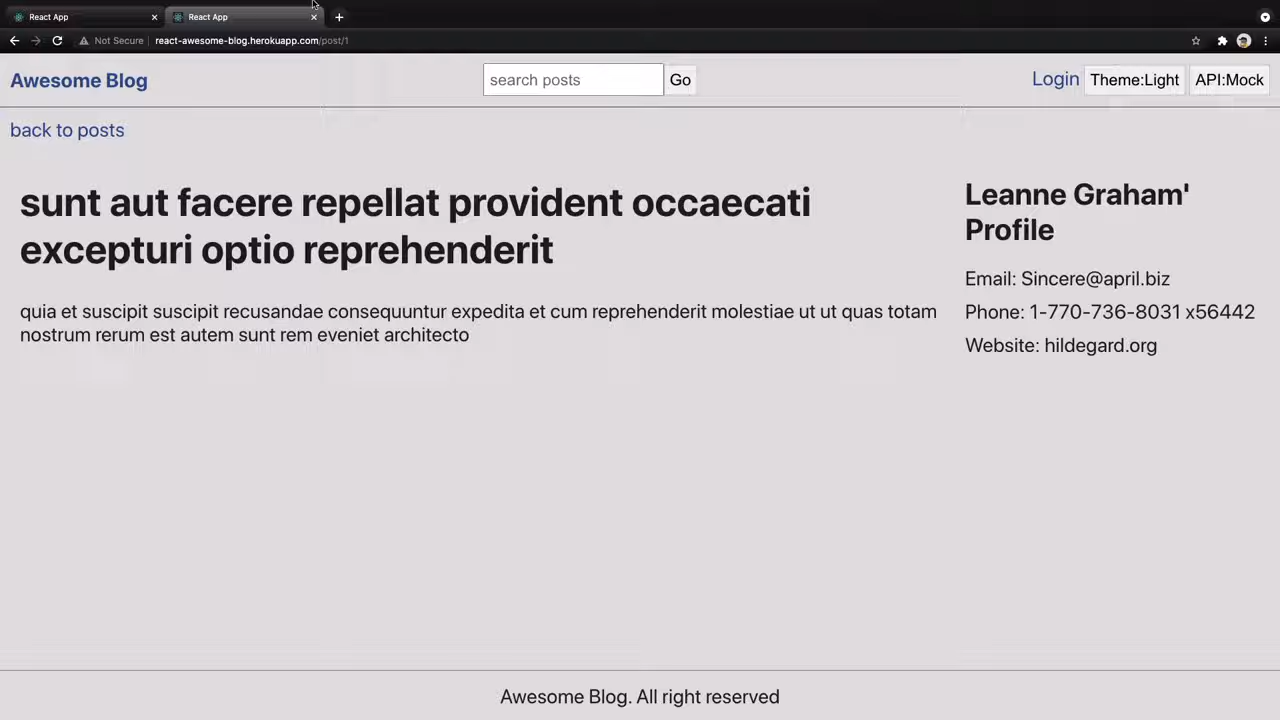 React App
React App
Not Secure
react-awesome-blog.herokuapp.com/post/1
Awesome Blog
search posts
Go
Login
Theme:Light
API:Mock
back to posts
sunt aut facere repellat provident occaecati
excepturi optio reprehenderit
quia et suscipit suscipit recusandae consequuntur expedita et cum reprehenderit molestiae ut ut quas totam
nostrum rerum est autem sunt rem eveniet architecto
Leanne Graham'
Profile
Email: Sincere@april.biz
Phone: 1-770-736-8031 x56442
Website: hildegard.org
Awesome Blog. All right reserved